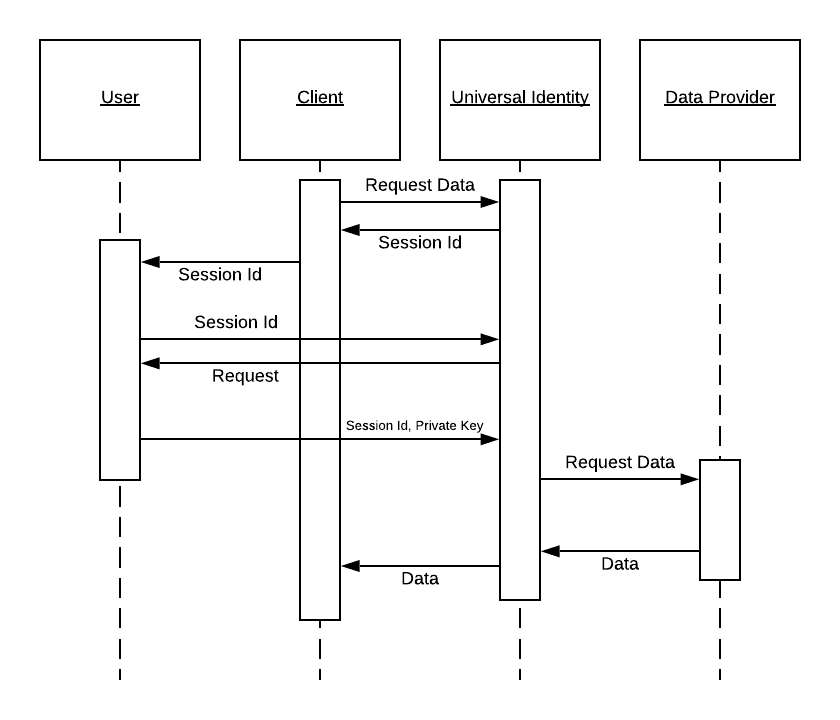 User
Client
Universal Identity
Data Provider
Request Data
Session Id
Session Id
Session Id
Request
Session Id, Private Key
Request Data
Data
Data